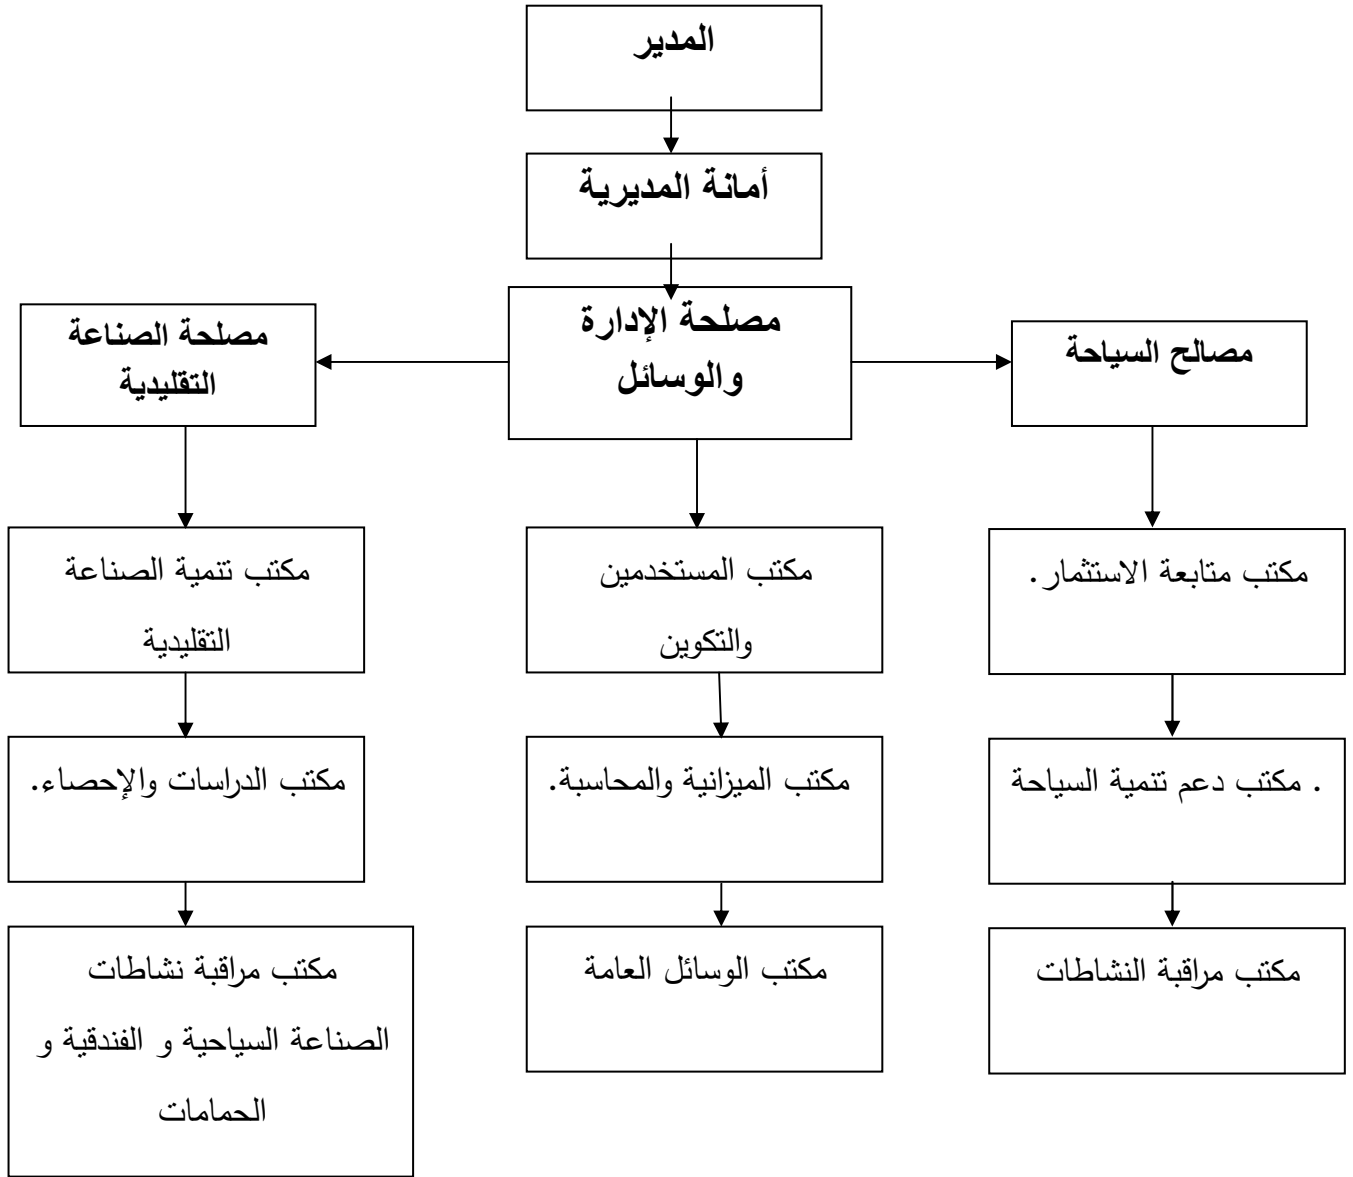 المدير
أمانة المديرية
مصالح السياحة
مصلحة الإدارة
والوسائل
مصلحة الصناعة
التقليدية
مكتب متابعة الاستثمار.
مكتب المستخدمين
والتكوين
مكتب تنمية الصناعة
التقليدية
. مكتب دعم تنمية السياحة
مكتب الميزانية والمحاسبة.
مكتب الدراسات والإحصاء.
مكتب مراقبة النشاطات
مكتب الوسائل العامة
مكتب مراقبة نشاطات
الصناعة السياحية و الفندقية و
الحمامات